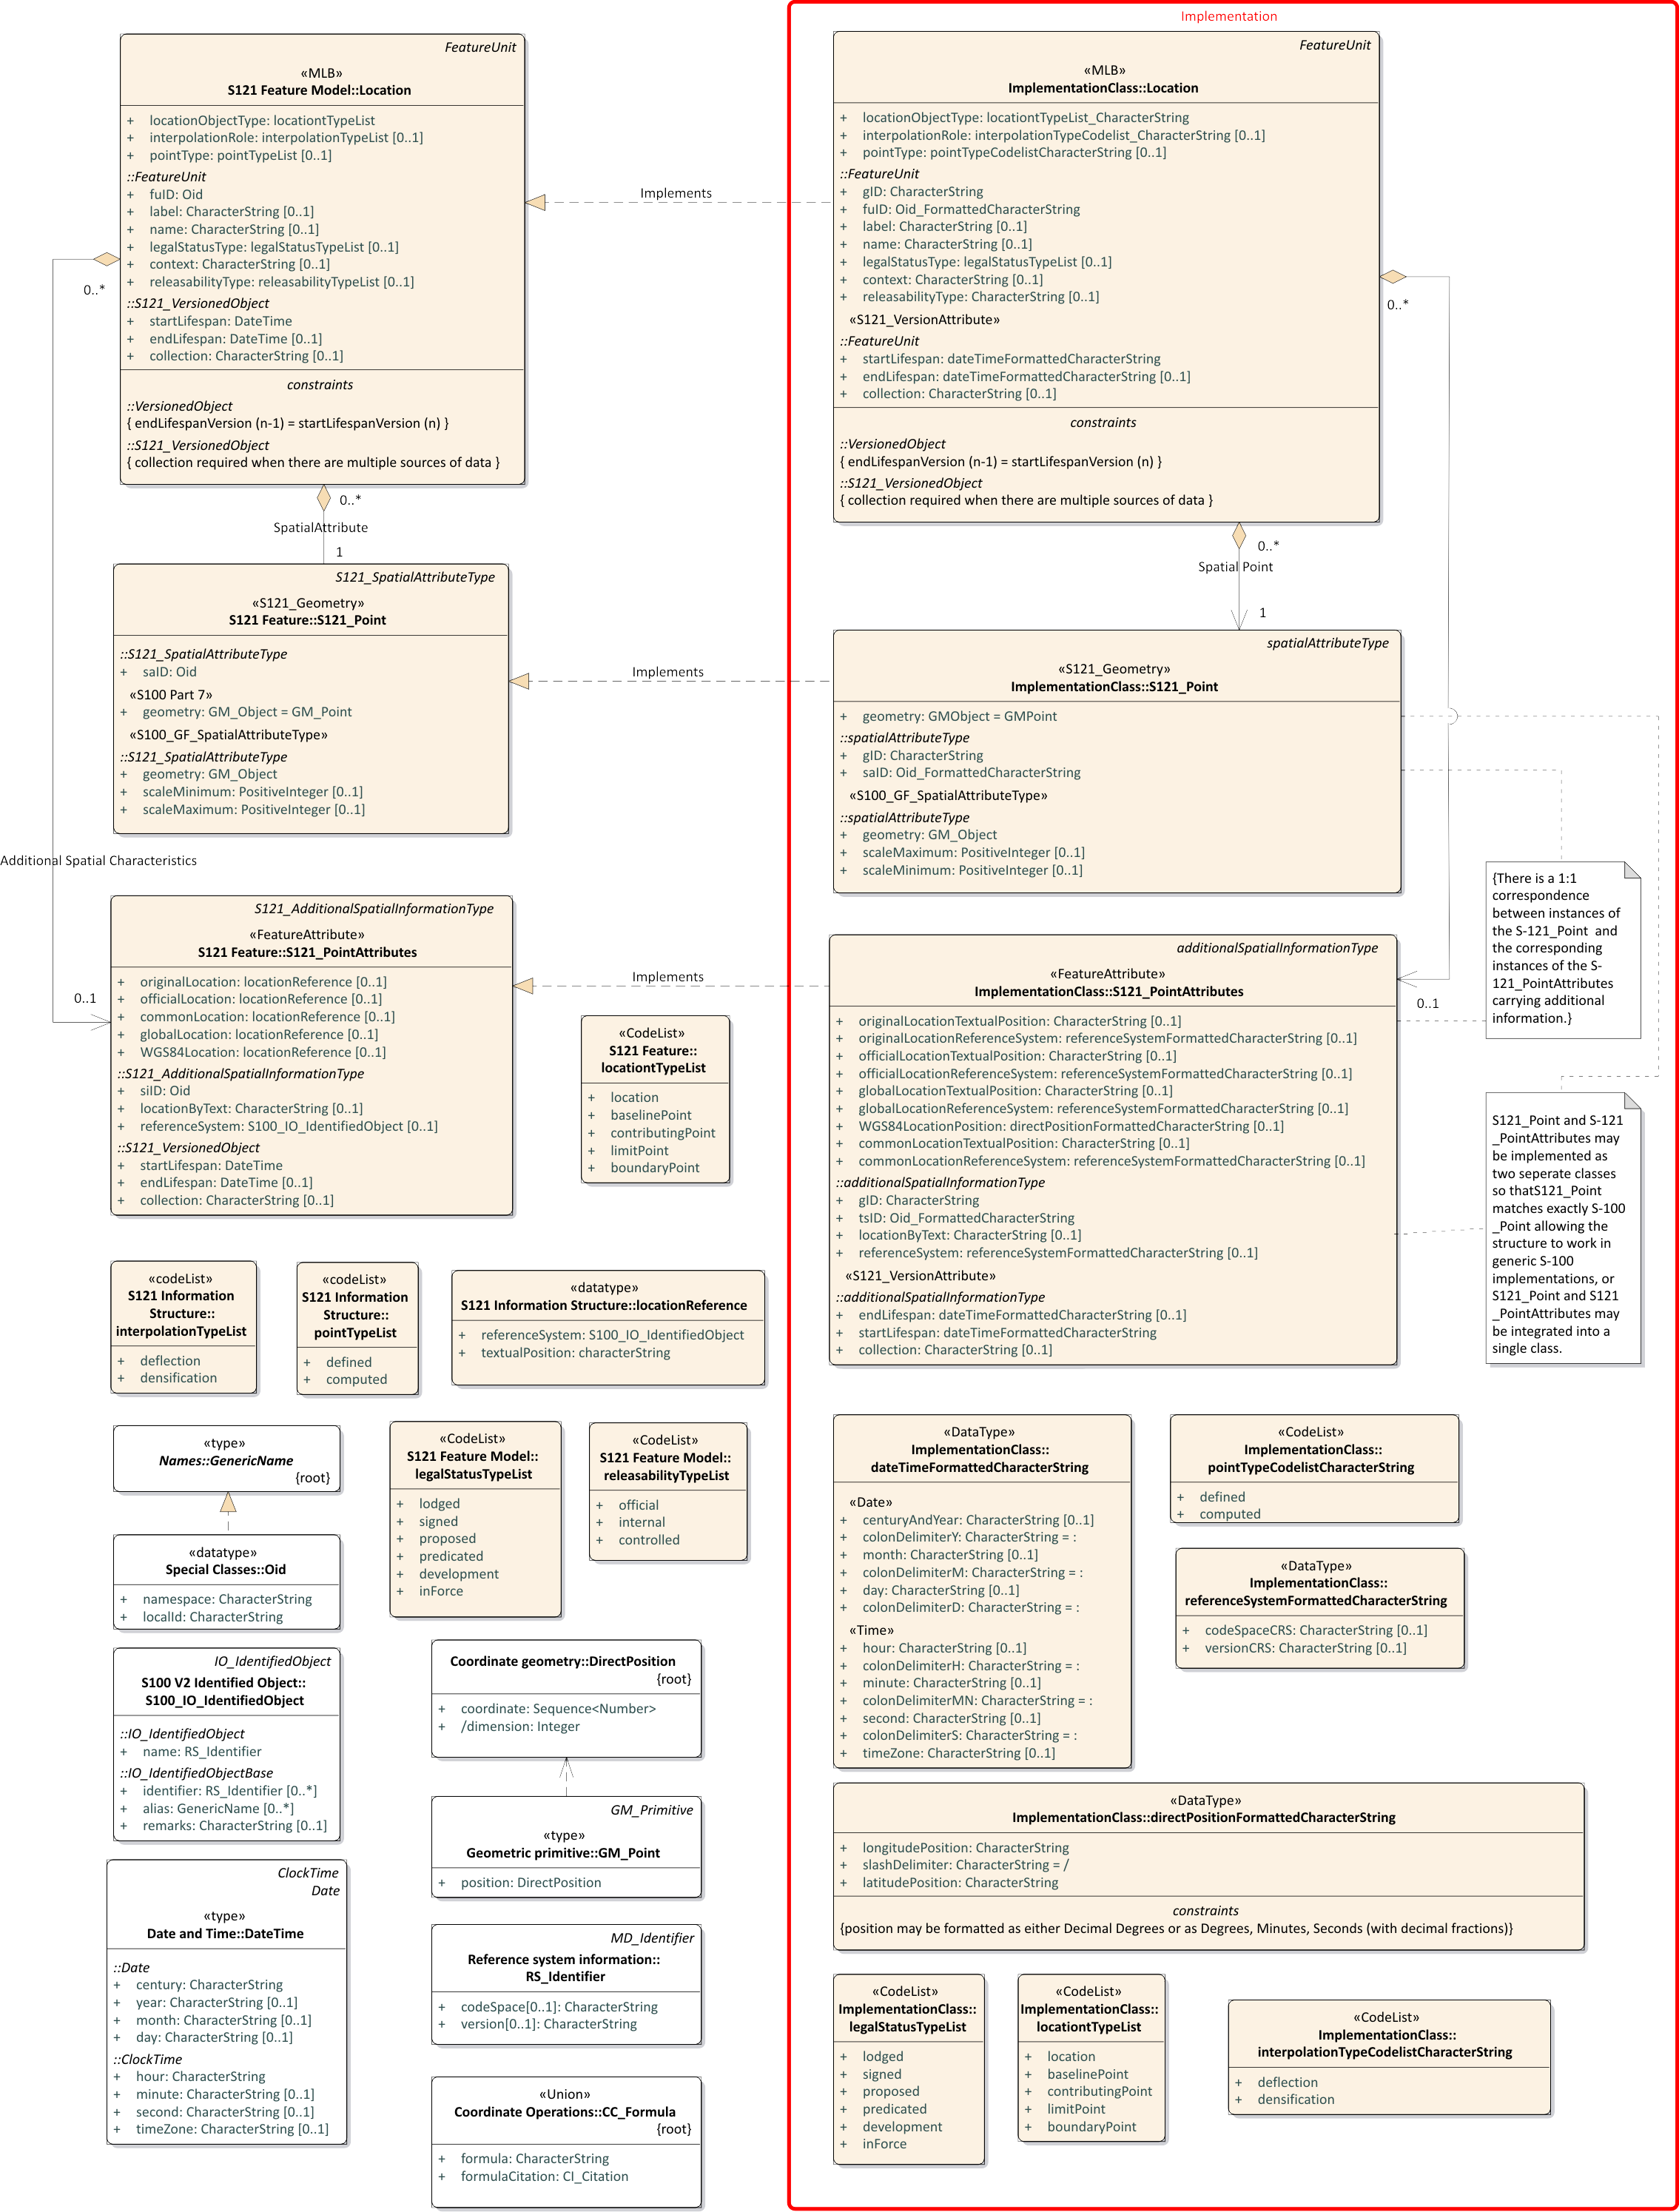 Implementation
FeatureUnit
«MLB»
S121 Feature Model::Location
+ locationObjectType: locationtTypeList
+ interpolationRole: interpolationTypeList [0..1]
+ pointType: pointTypeList [0..1]
::FeatureUnit
+ fuID: Oid
+ label: CharacterString [0..1]
+ name: CharacterString [0..1]
+ legalStatusType: legalStatusTypeList [0..1]
+ context: CharacterString [0..1]
+ releasabilityType: releasabilityTypeList [0..1]
::S121_VersionedObject
+ startLifespan: DateTime
+ endLifespan: DateTime [0..1]
+ collection: CharacterString [0..1]
constraints
::VersionedObject
{ endLifespanVersion (n-1) = startLifespanVersion (n) }
::S121_VersionedObject
{ collection required when there are multiple sources of data }
0..*
0..*
SpatialAttribute
1
Implements
FeatureUnit
«MLB»
ImplementationClass::Location
+ locationObjectType: locationtTypeList_CharacterString
+ interpolationRole: interpolationTypeCodelist_CharacterString [0..1]
+ pointType: pointTypeCodelistCharacterString [0..1]
::FeatureUnit
+ gID: CharacterString
+ fuID: Oid_FormattedCharacterString
+ label: CharacterString [0..1]
+ name: CharacterString [0..1]
+ legalStatusType: legalStatusTypeList [0..1]
+ context: CharacterString [0..1]
+ releasabilityType: CharacterString [0..1]
«S121_VersionAttribute»
::FeatureUnit
+ startLifespan: dateTimeFormattedCharacterString
+ endLifespan: dateTimeFormattedCharacterString [0..1]
+ collection: CharacterString [0..1]
constraints
::VersionedObject
{ endLifespanVersion (n-1) = startLifespanVersion (n) }
::S121_VersionedObject
{ collection required when there are multiple sources of data }
0..*
0..*
Spatial Point
1
S121_SpatialAttributeType
«S121_Geometry»
S121 Feature::S121_Point
::S121_SpatialAttributeType
+ saID: Oid
«S100 Part 7»
+ geometry: GM_Object = GM_Point
«S100_GF_SpatialAttributeType»
::S121_SpatialAttributeType
+ geometry: GM_Object
+ scaleMinimum: PositiveInteger [0..1]
+ scaleMaximum: PositiveInteger [0..1]
Implements
spatialAttributeType
«S121_Geometry»
ImplementationClass::S121_Point
+ geometry: GMObject = GMPoint
::spatialAttributeType
+ gID: CharacterString
+ saID: Oid_FormattedCharacterString
«S100_GF_SpatialAttributeType»
::spatialAttributeType
+ geometry: GM_Object
+ scaleMaximum: PositiveInteger [0..1]
+ scaleMinimum: PositiveInteger [0..1]
Additional Spatial Characteristics
0..1
S121_AdditionalSpatialInformationType
«FeatureAttribute»
S121 Feature::S121_PointAttributes
+ originalLocation: locationReference [0..1]
+ officialLocation: locationReference [0..1]
+ commonLocation: locationReference [0..1]
+ globalLocation: locationReference [0..1]
+ WGS84Location: locationReference [0..1]
::S121_AdditionalSpatialInformationType
+ siID: Oid
+ locationByText: CharacterString [0..1]
+ referenceSystem: S100_IO_IdentifiedObject [0..1]
::S121_VersionedObject
+ startLifespan: DateTime
+ endLifespan: DateTime [0..1]
+ collection: CharacterString [0..1]
Implements
«CodeList»
S121 Feature::
locationtTypeList
+ location
+ baselinePoint
+ contributingPoint
+ limitPoint
+ boundaryPoint
additionalSpatialInformationType
«FeatureAttribute»
ImplementationClass::S121_PointAttributes
+ originalLocationTextualPosition: CharacterString [0..1]
+ originalLocationReferenceSystem: referenceSystemFormattedCharacterString [0..1]
+ officialLocationTextualPosition: CharacterString [0..1]
+ officialLocationReferenceSystem: referenceSystemFormattedCharacterString [0..1]
+ globalLocationTextualPosition: CharacterString [0..1]
+ globalLocationReferenceSystem: referenceSystemFormattedCharacterString [0..1]
+ WGS84LocationPosition: directPositionFormattedCharacterString [0..1]
+ commonLocationTextualPosition: CharacterString [0..1]
+ commonLocationReferenceSystem: referenceSystemFormattedCharacterString [0..1]
::additionalSpatialInformationType
+ gID: CharacterString
+ tsID: Oid_FormattedCharacterString
+ locationByText: CharacterString [0..1]
+ referenceSystem: referenceSystemFormattedCharacterString [0..1]
«S121_VersionAttribute»
::additionalSpatialInformationType
+ endLifespan: dateTimeFormattedCharacterString [0..1]
+ startLifespan: dateTimeFormattedCharacterString
+ collection: CharacterString [0..1]
0..1
{There is a 1:1
correspondence
between instances of
the S-121_Point and
the corresponding
instances of the S-
121_PointAttributes
carrying additional
information.}
S121_Point and S-121
_PointAttributes may
be implemented as
two seperate classes
so thatS121_Point
matches exactly S-100
_Point allowing the
structure to work in
generic S-100
implementations, or
S121_Point and S121
_PointAttributes may
be integrated into a
single class.
«codeList»
S121 Information
Structure::
interpolationTypeList
+ deflection
+ densification
«codeList»
S121 Information
Structure::
pointTypeList
+ defined
+ computed
«datatype»
S121 Information Structure::locationReference
+ referenceSystem: S100_IO_IdentifiedObject
+ textualPosition: characterString
«type»
Names::GenericName
{root}
«datatype»
Special Classes::Oid
+ namespace: CharacterString
+ localId: CharacterString
«CodeList»
S121 Feature Model::
legalStatusTypeList
+ lodged
+ signed
+ proposed
+ predicated
+ development
+ inForce
«CodeList»
S121 Feature Model::
releasabilityTypeList
+ official
+ internal
+ controlled
IO_IdentifiedObject
S100 V2 Identified Object::
S100_IO_IdentifiedObject
::IO_IdentifiedObject
+ name: RS_Identifier
::IO_IdentifiedObjectBase
+ identifier: RS_Identifier [0..*]
+ alias: GenericName [0..*]
+ remarks: CharacterString [0..1]
Coordinate geometry::DirectPosition
{root}
+ coordinate: Sequence<Number>
+ /dimension: Integer
GM_Primitive
«type»
Geometric primitive::GM_Point
+ position: DirectPosition
ClockTime
Date
«type»
Date and Time::DateTime
::Date
+ century: CharacterString
+ year: CharacterString [0..1]
+ month: CharacterString [0..1]
+ day: CharacterString [0..1]
::ClockTime
+ hour: CharacterString
+ minute: CharacterString [0..1]
+ second: CharacterString [0..1]
+ timeZone: CharacterString [0..1]
MD_Identifier
Reference system information::
RS_Identifier
+ codeSpace[0..1]: CharacterString
+ version[0..1]: CharacterString
«Union»
Coordinate Operations::CC_Formula
{root}
+ formula: CharacterString
+ formulaCitation: CI_Citation
«DataType»
ImplementationClass::
dateTimeFormattedCharacterString
«Date»
+ centuryAndYear: CharacterString [0..1]
+ colonDelimiterY: CharacterString = :
+ month: CharacterString [0..1]
+ colonDelimiterM: CharacterString = :
+ day: CharacterString [0..1]
+ colonDelimiterD: CharacterString = :
«Time»
+ hour: CharacterString [0..1]
+ colonDelimiterH: CharacterString = :
+ minute: CharacterString [0..1]
+ colonDelimiterMN: CharacterString = :
+ second: CharacterString [0..1]
+ colonDelimiterS: CharacterString = :
+ timeZone: CharacterString [0..1]
«CodeList»
ImplementationClass::
pointTypeCodelistCharacterString
+ defined
+ computed
«DataType»
ImplementationClass::
referenceSystemFormattedCharacterString
+ codeSpaceCRS: CharacterString [0..1]
+ versionCRS: CharacterString [0..1]
«DataType»
ImplementationClass::directPositionFormattedCharacterString
+ longitudePosition: CharacterString
+ slashDelimiter: CharacterString = /
+ latitudePosition: CharacterString
constraints
{position may be formatted as either Decimal Degrees or as Degrees, Minutes, Seconds (with decimal fractions)}
«CodeList»
ImplementationClass::
legalStatusTypeList
+ lodged
+ signed
+ proposed
+ predicated
+ development
+ inForce
«CodeList»
ImplementationClass::
locationtTypeList
+ location
+ baselinePoint
+ contributingPoint
+ limitPoint
+ boundaryPoint
«CodeList»
ImplementationClass::
interpolationTypeCodelistCharacterString
+ deflection
+ densification